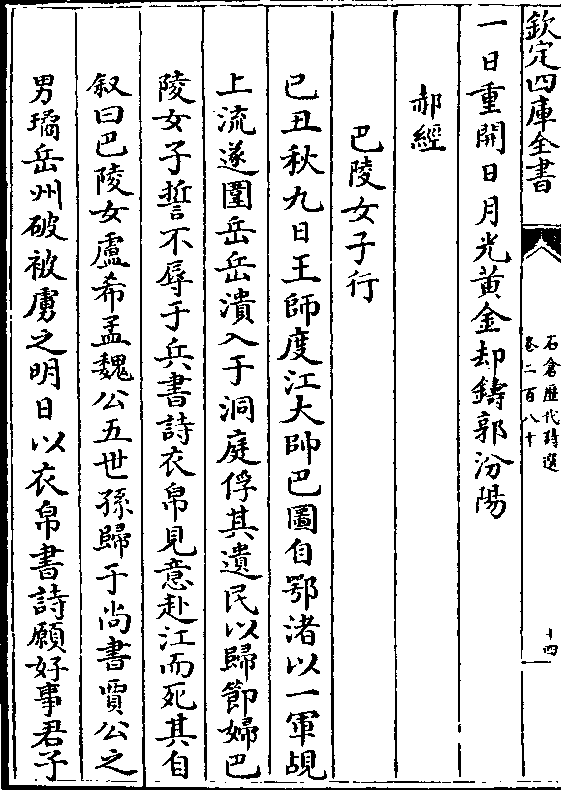 欽定四庫全書
石倉歷代詩選
卷二百八十
十四
一日重開日月光黄金却鑄郭汾陽
郝經
巴陵女子行
已丑秋九日王師度江大帥巴圖自鄂渚以一軍覘
上流遂圍岳岳潰入于洞庭俘其遺民以歸節婦巴
陵女子誓不辱于兵書詩衣帛見意赴江而死其自
叙曰巴陵女盧希孟魏公五世孫歸于尚書賈公之
男璚岳州破被虜之明日以衣帛書詩願好事君子